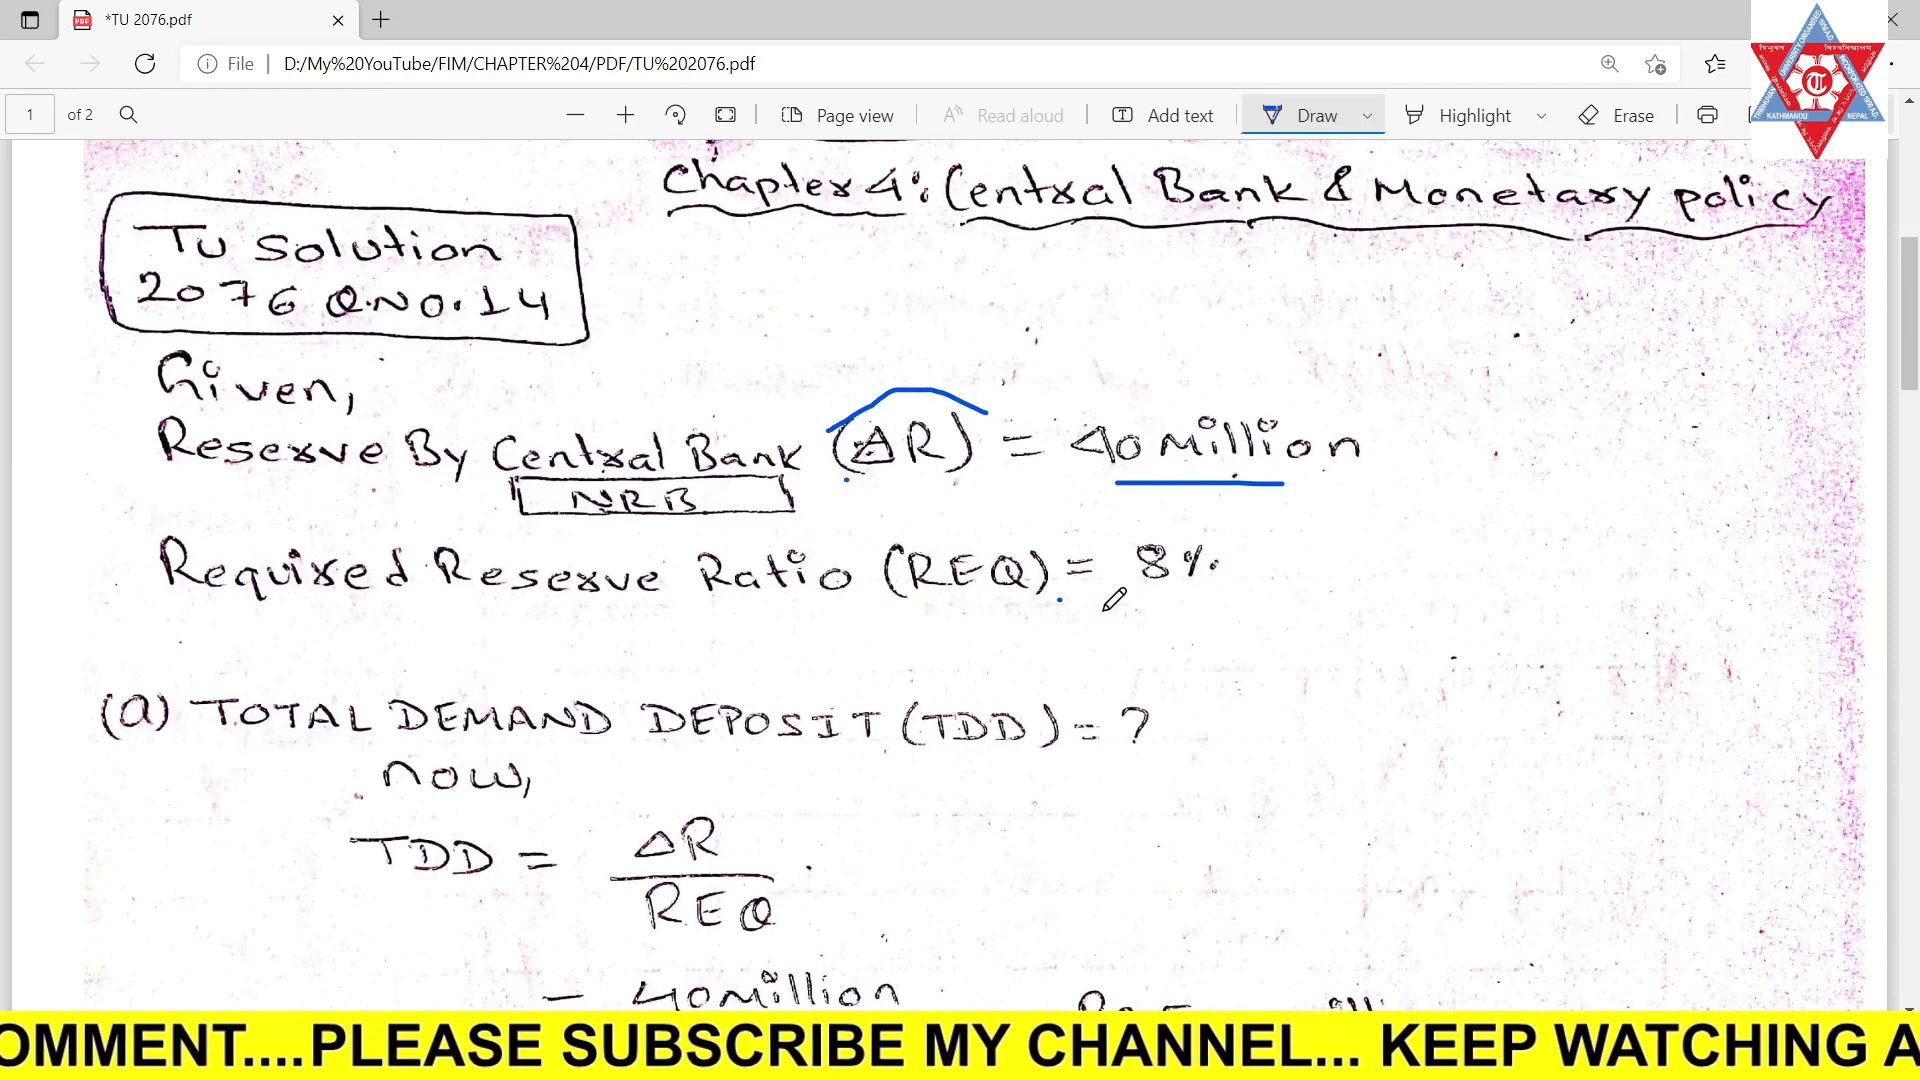 *TU 2076.pdf
File D:/My%20YouTube/FIM/CHAPTER%204/PDF/TU%202076.pdf
1 of 2 Page view Read aloud Add text Draw Highlight Erase
Chapter 4: Central Bank & Monetary policy
TU Solution
2076 Q.NO.14
Given,
Reserve By Central Bank (ΔR) = 40 Million
NRB
Required Reserve Ratio (REQ) = 8%
(a) TOTAL DEMAND DEPOSIT (TDD) = ?
now,
TDD = ΔR
REQ
= 40 Million
OMMENT....PLEASE SUBSCRIBE MY CHANNEL... KEEP WATCHING A